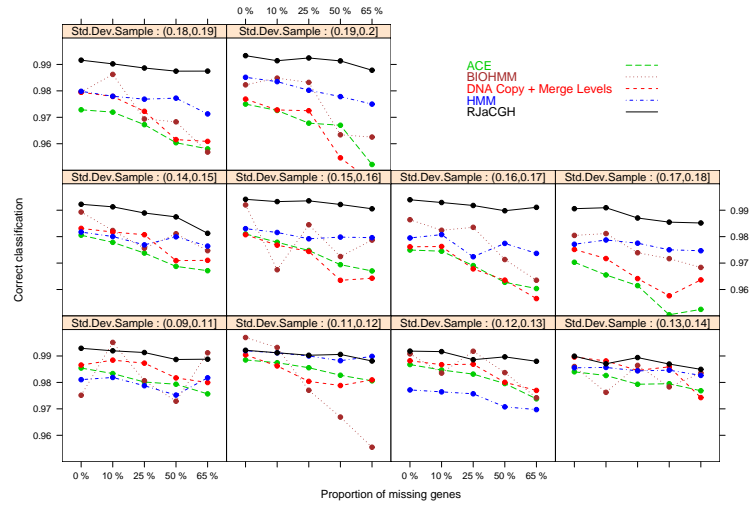 0 % 10 % 25 % 50 % 65 %
Std.Dev.Sample : (0.18,0.19] Std.Dev.Sample : (0.19,0.2]
0.99
0.98
0.97
0.96
ACE
BIOHMM
DNA Copy + Merge Levels
HMM
RJaCGH
Std.Dev.Sample : (0.14,0.15] Std.Dev.Sample : (0.15,0.16] Std.Dev.Sample : (0.16,0.17] Std.Dev.Sample : (0.17,0.18]
0.99
0.98
0.97
0.96
Correct classification
Std.Dev.Sample : (0.09,0.11] Std.Dev.Sample : (0.11,0.12] Std.Dev.Sample : (0.12,0.13] Std.Dev.Sample : (0.13,0.14]
0.99
0.98
0.97
0.96
0 % 10 % 25 % 50 % 65 % 0 % 10 % 25 % 50 % 65 %
Proportion of missing genes